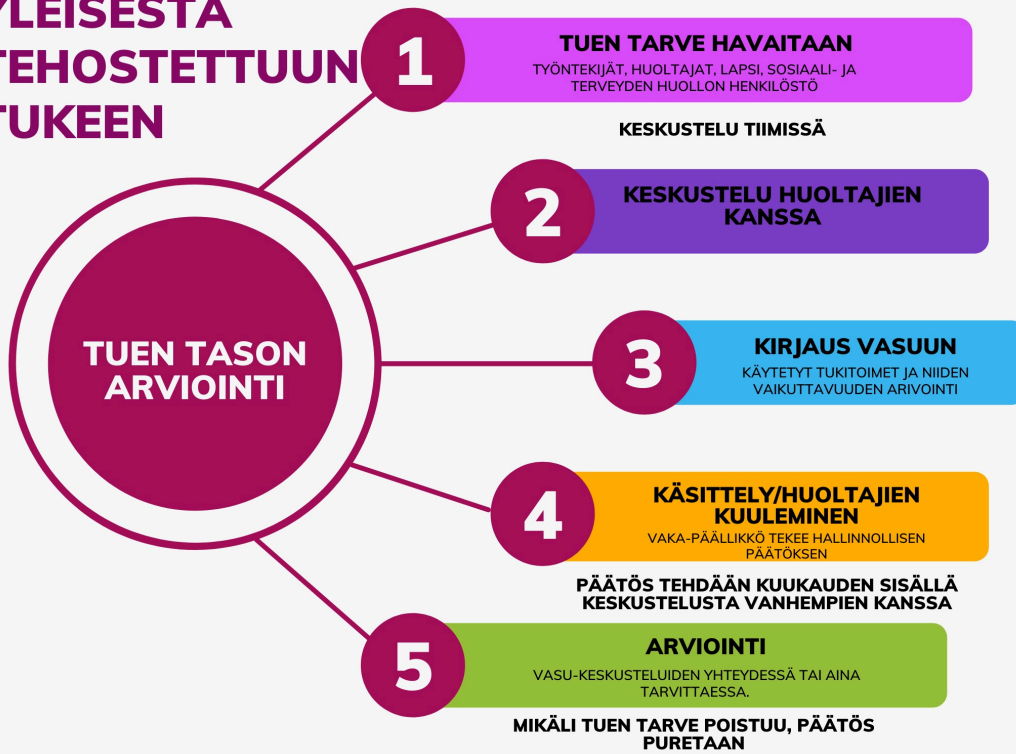 YLEISESTÄ
TEHOSTETTUUN
TUKEEN
1
TUEN TARVE HAVAITAAN
TYÖNTEKIJÄT, HUOLTAJAT, LAPSI, SOSIAALI- JA
TERVEYDEN HUOLLON HENKILÖSTÖ
KESKUSTELU TIIMISSÄ
2
KESKUSTELU HUOLTAJIEN
KANSSA
TUEN TASON
ARVIOINTI
3
KIRJAUS VASUUN
KÄYTETYT TUKITOIMET JA NIIDEN
VAIKUTTAVUUDEN ARIVOINTI
4
KÄSITTELY/HUOLTAJIEN
KUULEMINEN
VAKA-PÄÄLLIKKÖ TEKEE HALLINNOLLISEN
PÄÄTÖKSEN
PÄÄTÖS TEHDÄÄN KUUKAUDEN SISÄLLÄ
KESKUSTELUSTA VANHEMPIEN KANSSA
5
ARVIOINTI
VASU-KESKUSTELUIDEN YHTEYDESSÄ TAI AINA
TARVITTAESSA.
MIKÄLI TUEN TARVE POISTUU, PÄÄTÖS
PURETAAN